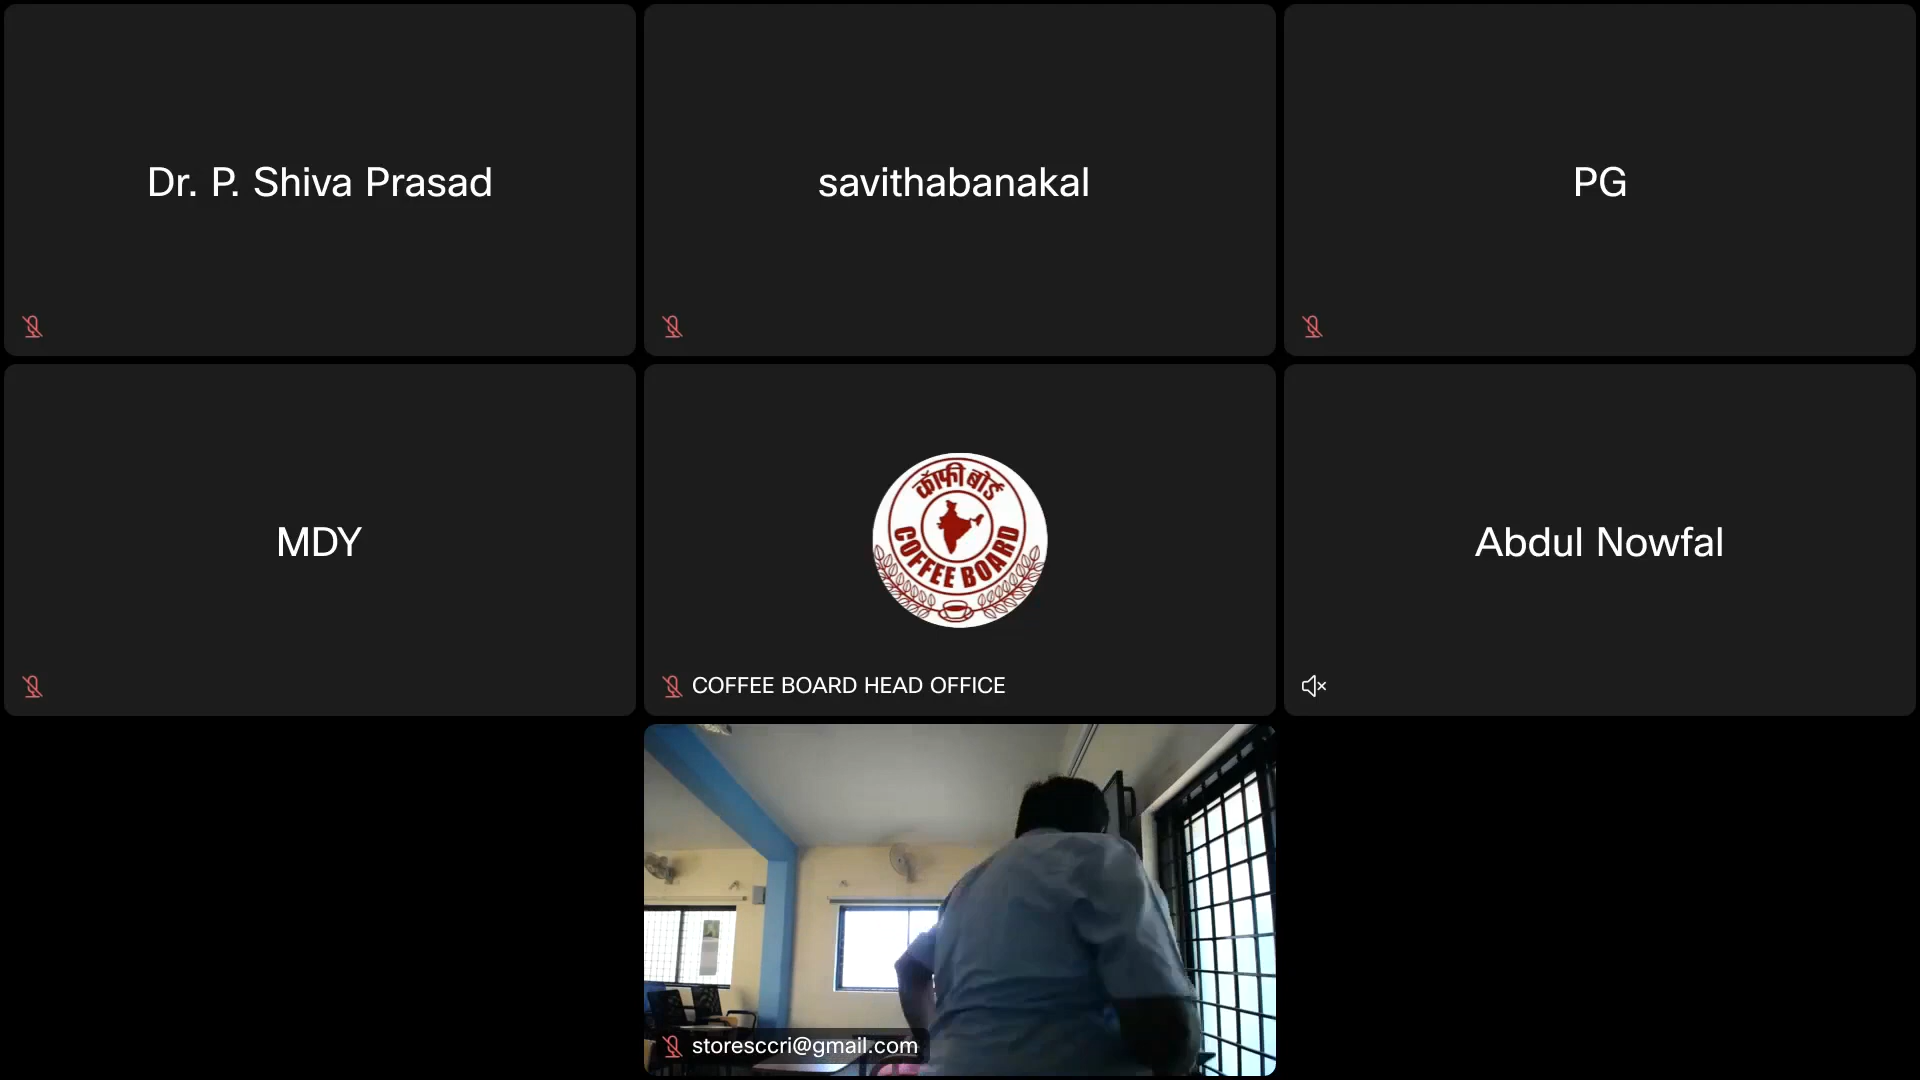 Dr. P. Shiva Prasad
savithabanakal
PG
MDY
कॉफी बोर्ड
COFFEE BOARD
COFFEE BOARD HEAD OFFICE
Abdul Nowfal
storesccri@gmail.com